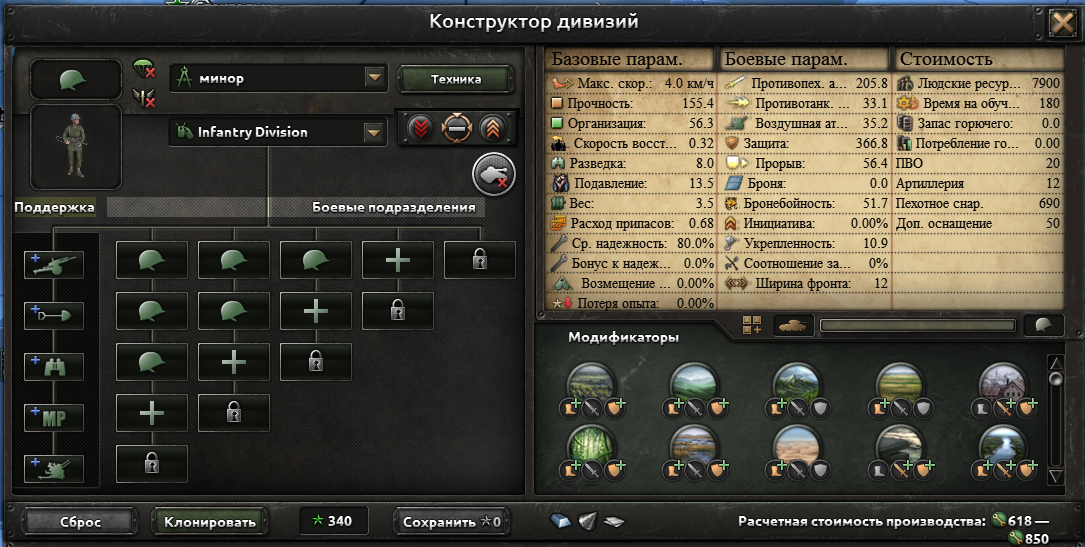 Конструктор дивизий
минор
Техника
Infantry Division
Поддержка
Боевые подразделения
MP
Базовые парам.
Макс. скор.: 4.0 км/ч
Прочность: 155.4
Организация: 56.3
Скорость восст... 0.32
Разведка: 8.0
Подавление: 13.5
Вес: 3.5
Расход припасов: 0.68
Ср. надежность: 80.0%
Бонус к надеж... 0.0%
Возмещение ... 0.00%
Потеря опыта: 0.00%
Боевые парам.
Противопех. а... 205.8
Противотанк. ... 33.1
Воздушная ат... 35.2
Защита: 366.8
Прорыв: 56.4
Броня: 0.0
Бронебойность: 51.7
Инициатива: 0.00%
Укрепленность: 10.9
Соотношение за... 0%
Ширина фронта: 12
Стоимость
Людские ресур... 7900
Время на обуч... 180
Запас горючего: 0.0
Потребление го... 0.00
ПВО 20
Артиллерия 12
Пехотное снар. 690
Доп. оснащение 50
Модификаторы
Сброс
Клонировать
340
Сохранить 0
Расчетная стоимость производства: 618 —
850